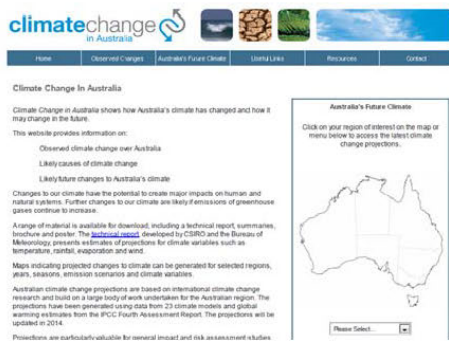 climatechange
in Australia
Home Observed Changes Australia's Future Climate Useful Links Resources Contact
Climate Change In Australia
Climate Change in Australia shows how Australia's climate has changed and how it
may change in the future.
This website provides information on:
Observed climate change over Australia
Likely causes of climate change
Likely future changes to Australia's climate
Changes to our climate have the potential to create major impacts on human and
natural systems. Further changes to our climate are likely if emissions of greenhouse
gases continue to increase.
A range of material is available for download, including a technical report, summaries,
brochure and poster. The technical report, developed by CSIRO and the Bureau of
Meteorology, presents estimates of projections for climate variables such as
temperature, rainfall, evaporation and wind.
Maps indicating projected changes to climate can be generated for selected regions,
years, seasons, emission scenarios and climate variables.
Australian climate change projections are based on international climate change
research and build on a large body of work undertaken for the Australian region. The
projections have been generated using data from 23 climate models and global
warming estimates from the IPCC Fourth Assessment Report. The projections will be
updated in 2014.
Projections are particularly valuable for general impact and risk assessment studies
Australia's Future Climate
Click on your region of interest on the map or
menu below to access the latest climate
change projections.
Please Select...